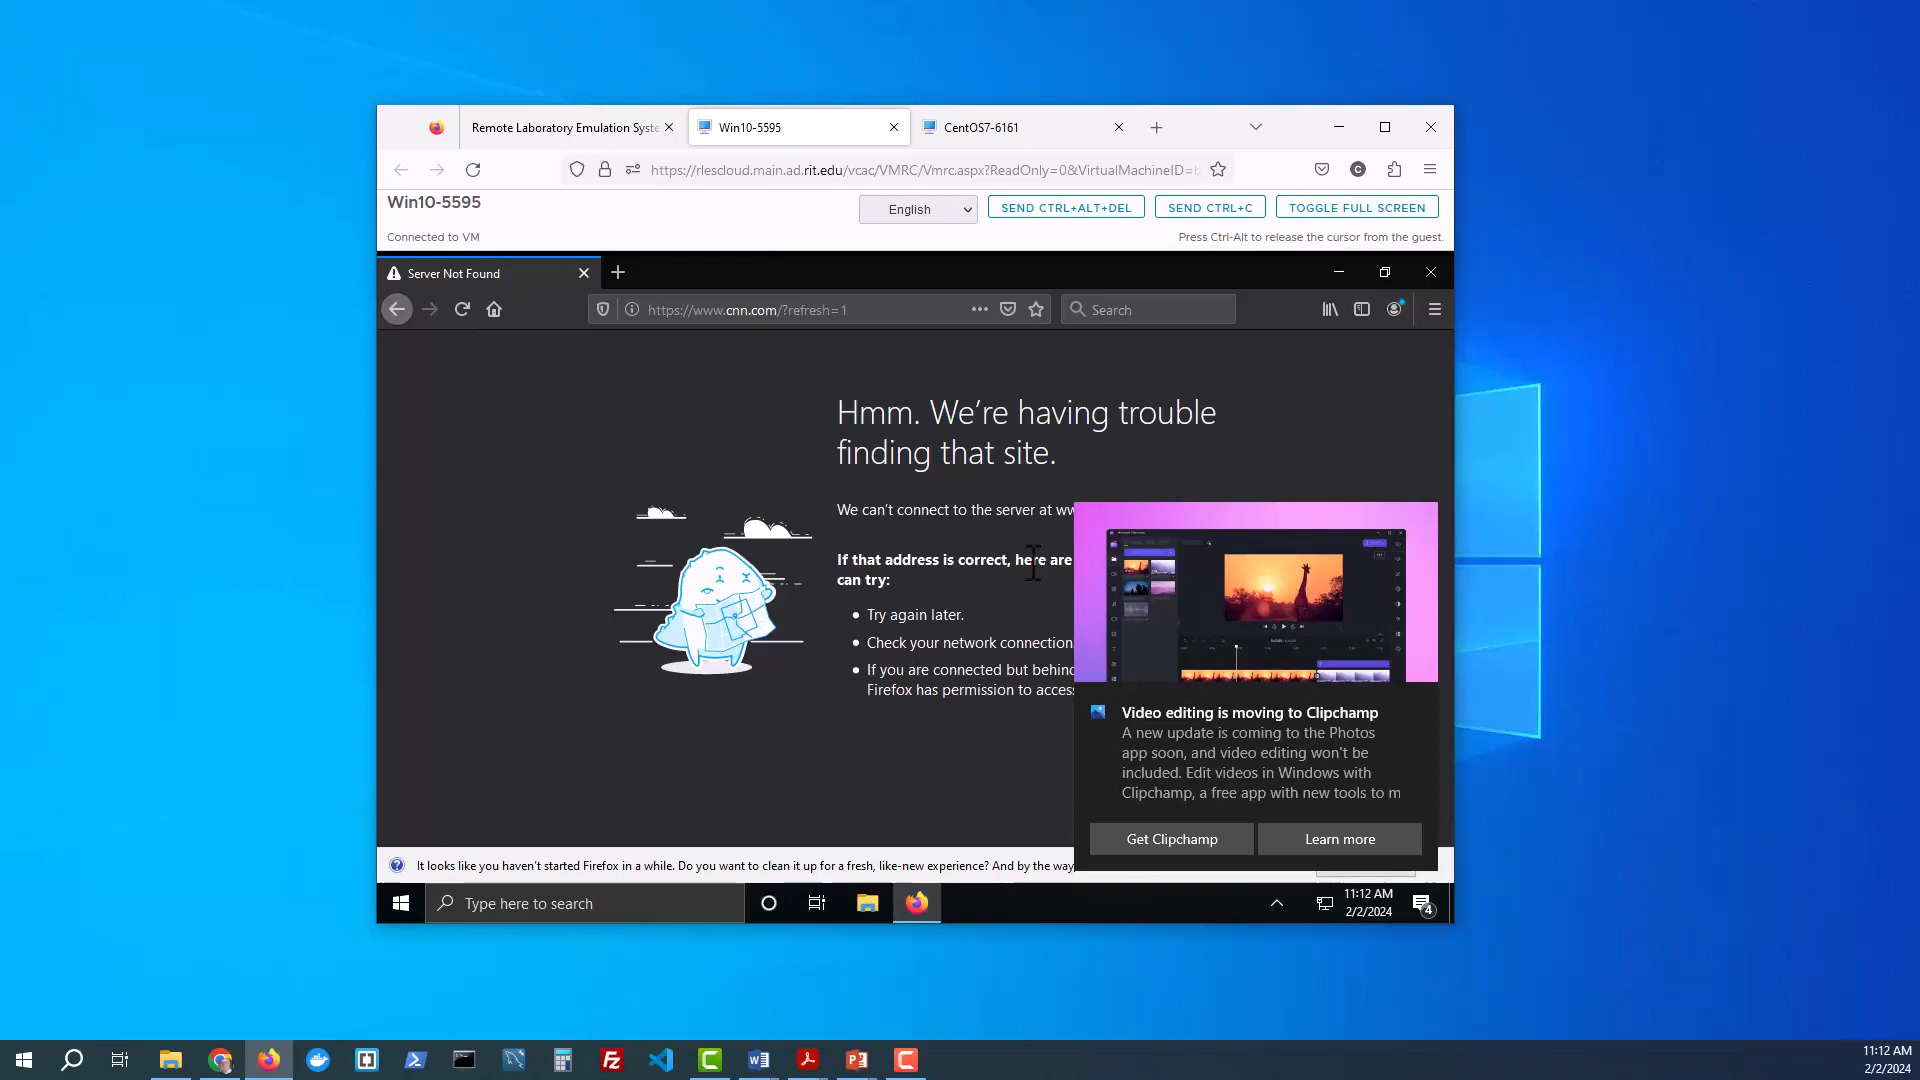 Remote Laboratory Emulation Syste
Win10-5595
CentOS7-6161
https://rlescloud.main.ad.rit.edu/vcac/VMRC/Vmrc.aspx?ReadOnly=0&VirtualMachineID=
Win10-5595
English
SEND CTRL+ALT+DEL
SEND CTRL+C
TOGGLE FULL SCREEN
Connected to VM
Press Ctrl-Alt to release the cursor from the guest.
Server Not Found
https://www.cnn.com/?refresh=1
Search
Hmm. We’re having trouble
finding that site.
We can’t connect to the server at ww
If that address is correct, here are
can try:
Try again later.
Check your network connection
If you are connected but behind
Firefox has permission to access
Video editing is moving to Clipchamp
A new update is coming to the Photos
app soon, and video editing won't be
included. Edit videos in Windows with
Clipchamp, a free app with new tools to m
Get Clipchamp
Learn more
It looks like you haven’t started Firefox in a while. Do you want to clean it up for a fresh, like-new experience? And by the way,
Type here to search
11:12 AM
2/2/2024
4
11:12 AM
2/2/2024